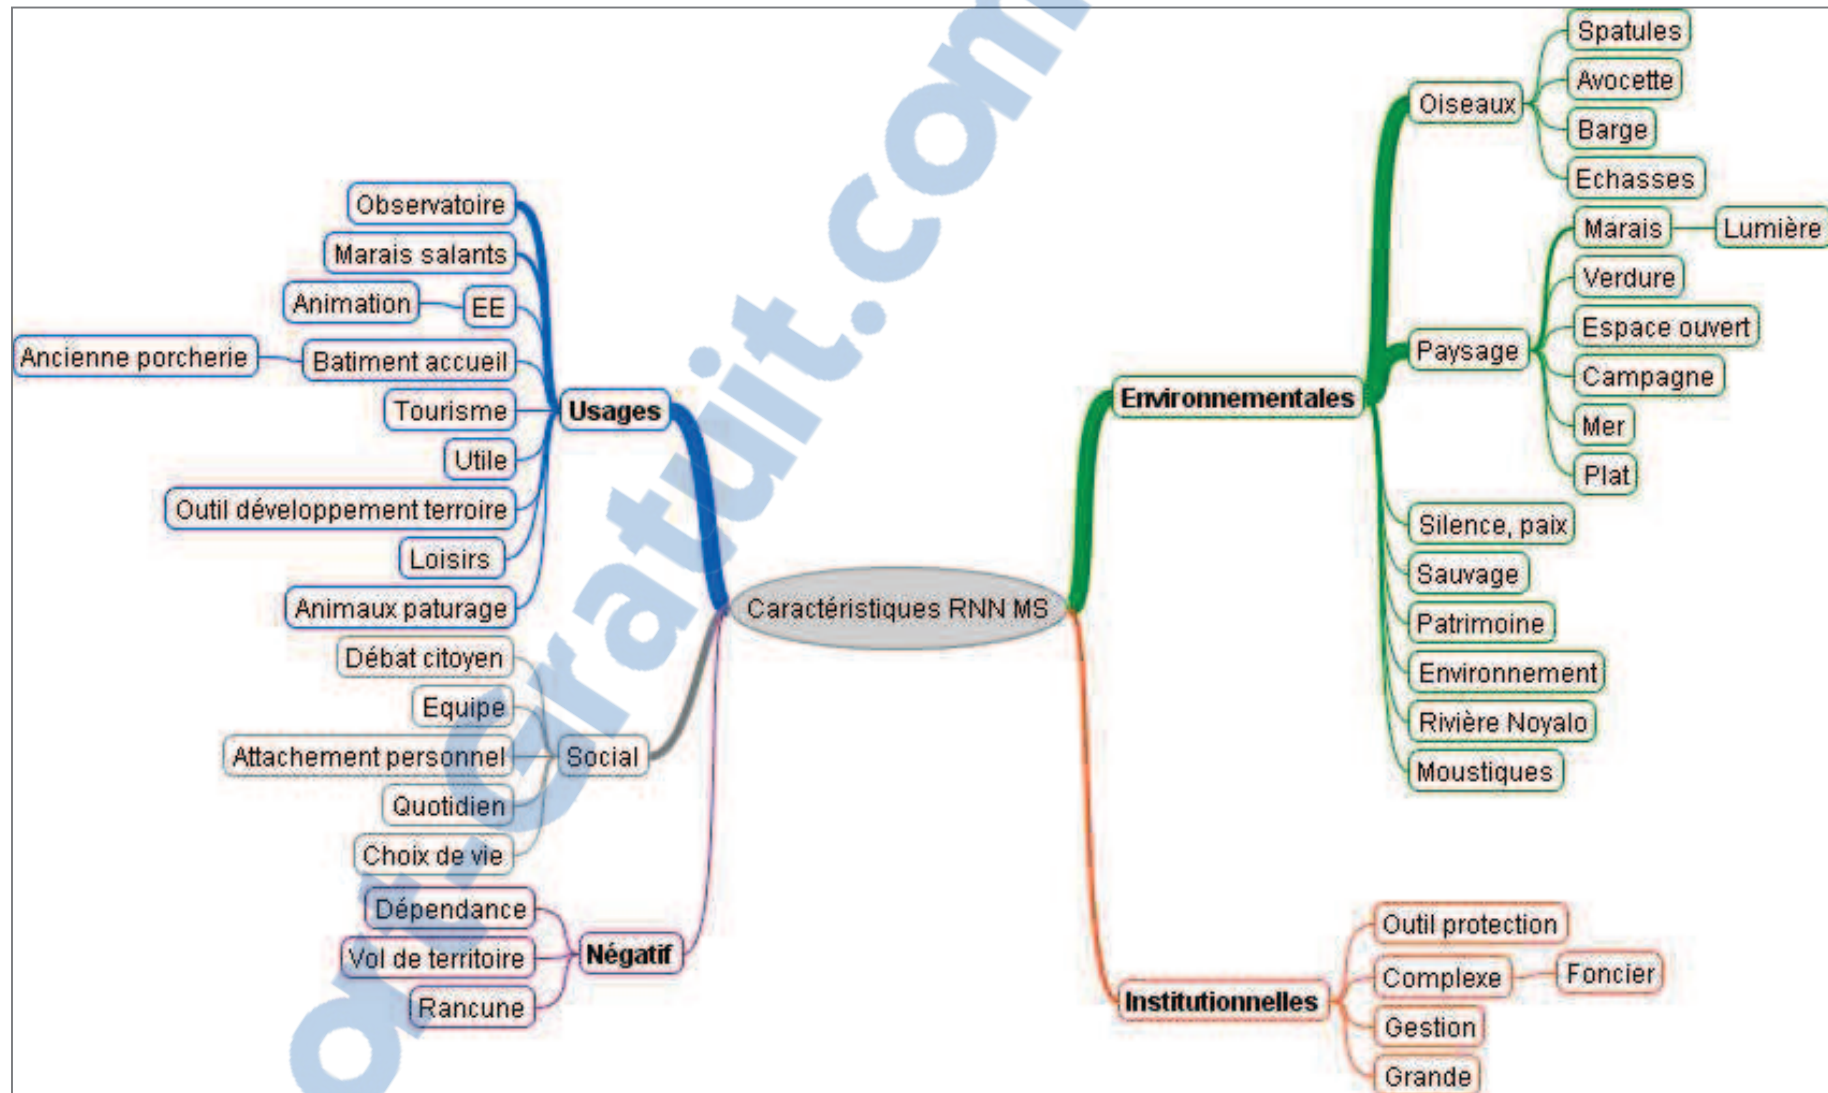 Spatules
Avocette
Oiseaux
Barge
Echasses
Marais
Lumière
Verdure
Espace ouvert
Paysage
Campagne
Mer
Plat
Environnementales
Silence, paix
Sauvage
Patrimoine
Environnement
Rivière Noyalo
Moustiques
Observatoire
Marais salants
Animation
EE
Ancienne porcherie
Batiment accueil
Tourisme
Usages
Utile
Outil développement terroire
Loisirs
Animaux paturage
Caractéristiques RNN MS
Débat citoyen
Equipe
Attachement personnel
Social
Quotidien
Choix de vie
Dépendance
Vol de territoire
Négatif
Rancune
Outil protection
Complexe
Foncier
Institutionnelles
Gestion
Grande
rt-Gratuit.com